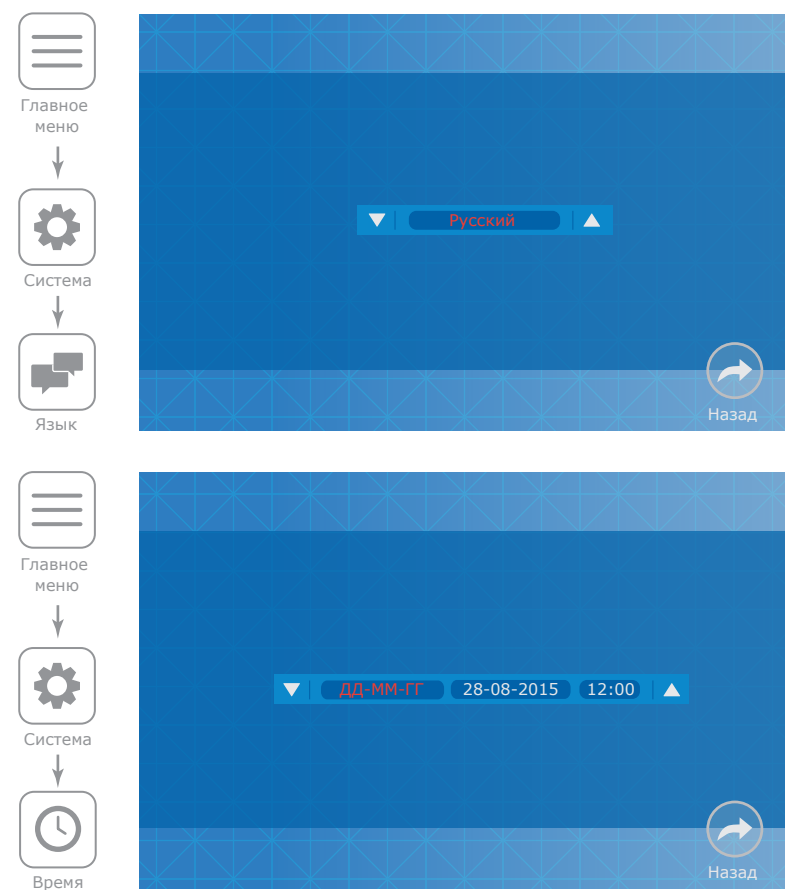 Главное
меню
Система
Язык
Русский
Назад
Главное
меню
Система
Время
ДД-ММ-ГГ 28-08-2015 12:00
Назад